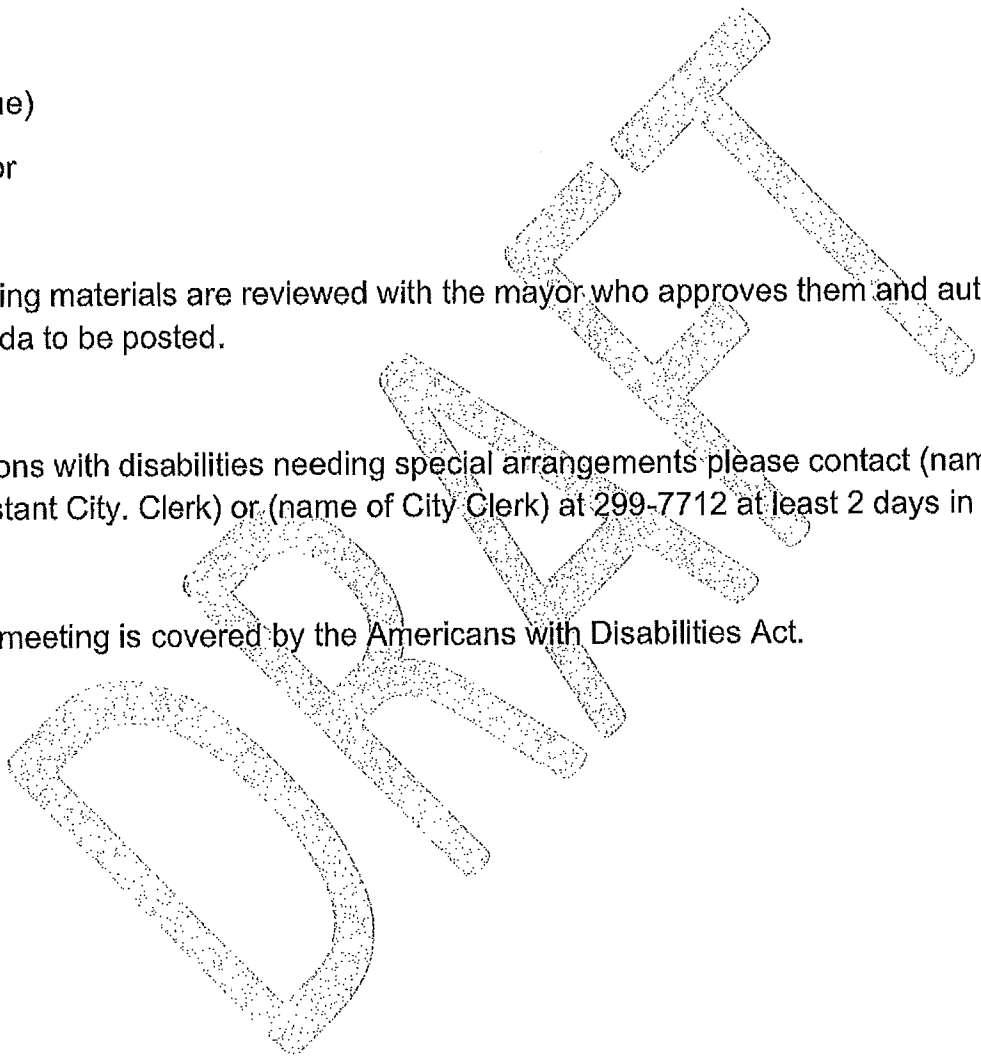 ue)
or
ing materials are reviewed with the mayor who approves them and aut
da to be posted.
ons with disabilities needing special arrangements please contact (nam
stant City. Clerk) or (name of City Clerk) at 299-7712 at least 2 days in
meeting is covered by the Americans with Disabilities Act.
DRAFT